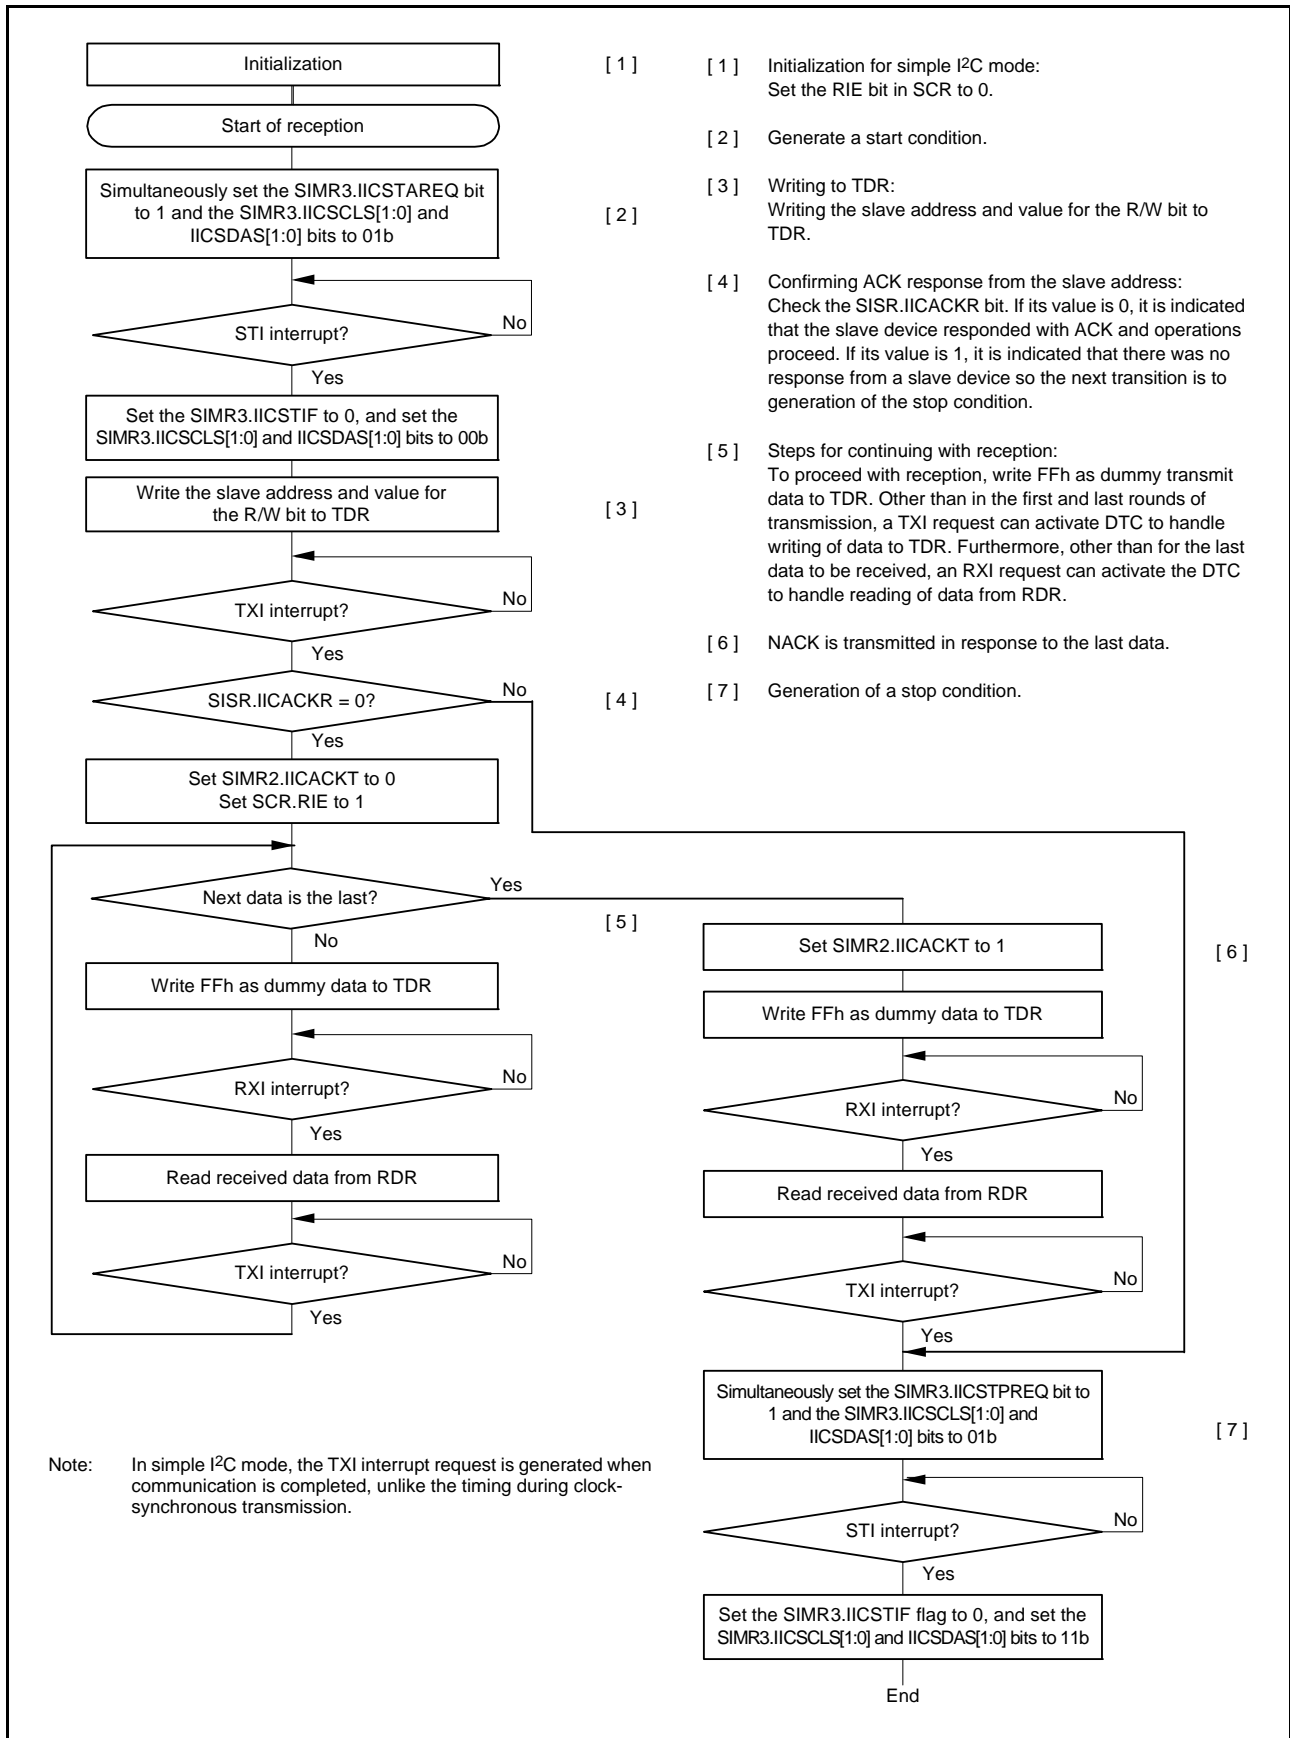 Initialization
[ 1 ]
Start of reception
Simultaneously set the SIMR3.IICSTAREQ bit
to 1 and the SIMR3.IICSCLS[1:0] and
IICSDAS[1:0] bits to 01b
[ 2 ]
STI interrupt?
No
Yes
Set the SIMR3.IICSTIF to 0, and set the
SIMR3.IICSCLS[1:0] and IICSDAS[1:0] bits to 00b
Write the slave address and value for
the R/W bit to TDR
[ 3 ]
TXI interrupt?
No
Yes
SISR.IICACKR = 0?
No
[ 4 ]
Yes
Set SIMR2.IICACKT to 0
Set SCR.RIE to 1
Next data is the last?
Yes
[ 5 ]
No
Write FFh as dummy data to TDR
RXI interrupt?
No
Yes
Read received data from RDR
TXI interrupt?
No
Yes
[ 1 ] Initialization for simple I2C mode:
Set the RIE bit in SCR to 0.
[ 2 ] Generate a start condition.
[ 3 ] Writing to TDR:
Writing the slave address and value for the R/W bit to
TDR.
[ 4 ] Confirming ACK response from the slave address:
Check the SISR.IICACKR bit. If its value is 0, it is indicated
that the slave device responded with ACK and operations
proceed. If its value is 1, it is indicated that there was no
response from a slave device so the next transition is to
generation of the stop condition.
[ 5 ] Steps for continuing with reception:
To proceed with reception, write FFh as dummy transmit
data to TDR. Other than in the first and last rounds of
transmission, a TXI request can activate DTC to handle
writing of data to TDR. Furthermore, other than for the last
data to be received, an RXI request can activate the DTC
to handle reading of data from RDR.
[ 6 ] NACK is transmitted in response to the last data.
[ 7 ] Generation of a stop condition.
Set SIMR2.IICACKT to 1
[ 6 ]
Write FFh as dummy data to TDR
RXI interrupt?
No
Yes
Read received data from RDR
TXI interrupt?
No
Yes
Simultaneously set the SIMR3.IICSTPREQ bit to
1 and the SIMR3.IICSCLS[1:0] and
IICSDAS[1:0] bits to 01b
[ 7 ]
STI interrupt?
No
Yes
Set the SIMR3.IICSTIF flag to 0, and set the
SIMR3.IICSCLS[1:0] and IICSDAS[1:0] bits to 11b
End
Note: In simple I2C mode, the TXI interrupt request is generated when
communication is completed, unlike the timing during clock-
synchronous transmission.